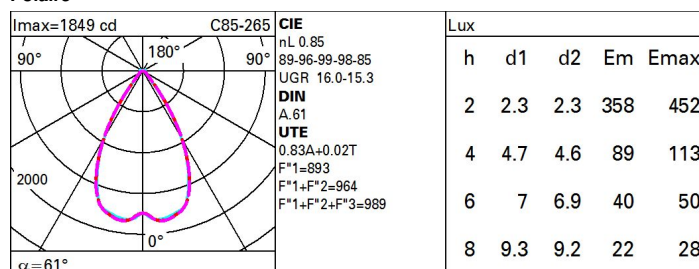 Imax=1849 cd C85-265
90° 180° 90°
2000
0°
α=61°
CIE
nL 0.85
89-96-99-98-85
UGR 16.0-15.3
DIN
A.61
UTE
0.83A+0.02T
F"1=893
F"1+F"2=964
F"1+F"2+F"3=989
Lux
h d1 d2 Em Emax
2 2.3 2.3 358 452
4 4.7 4.6 89 113
6 7 6.9 40 50
8 9.3 9.2 22 28